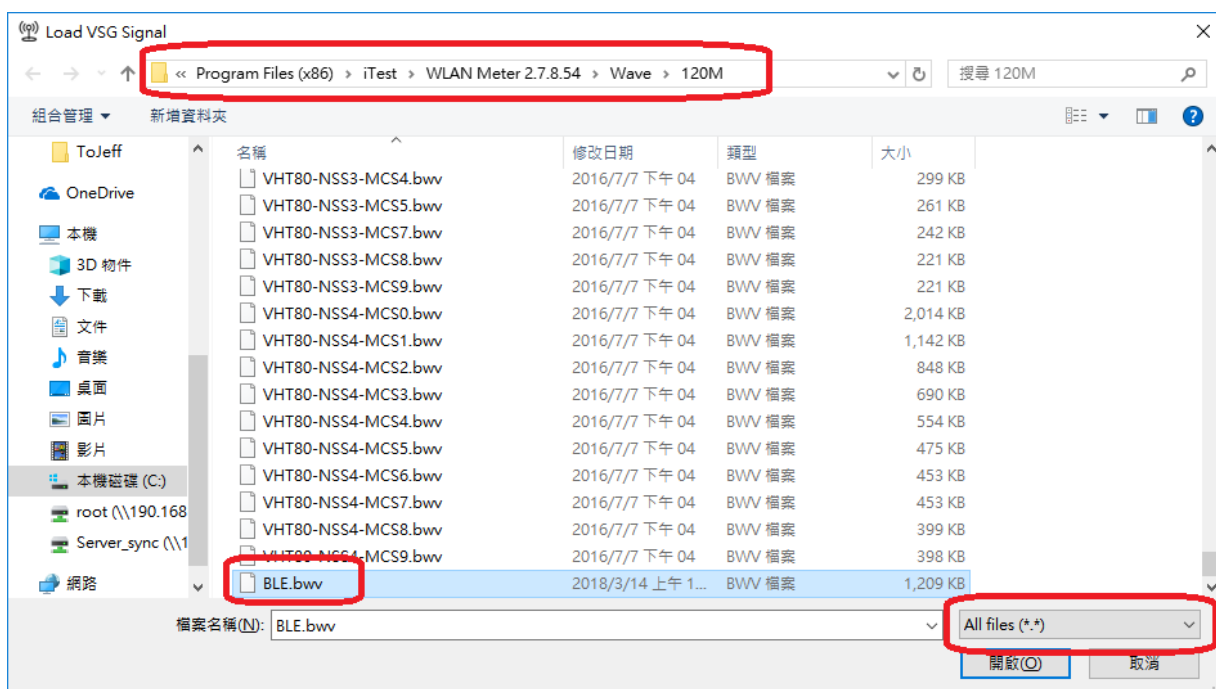 Load VSG Signal
« Program Files (x86) › iTest › WLAN Meter 2.7.8.54 › Wave › 120M
搜尋 120M
組合管理 新增資料夾
ToJeff
OneDrive
本機
3D 物件
下載
文件
音樂
桌面
圖片
影片
本機磁碟 (C:)
root (\\190.168
Server_sync (\\1
網路
名稱 修改日期 類型 大小
VHT80-NSS3-MCS4.bwv 2016/7/7 下午 04 BWV 檔案 299 KB
VHT80-NSS3-MCS5.bwv 2016/7/7 下午 04 BWV 檔案 261 KB
VHT80-NSS3-MCS7.bwv 2016/7/7 下午 04 BWV 檔案 242 KB
VHT80-NSS3-MCS8.bwv 2016/7/7 下午 04 BWV 檔案 221 KB
VHT80-NSS3-MCS9.bwv 2016/7/7 下午 04 BWV 檔案 221 KB
VHT80-NSS4-MCS0.bwv 2016/7/7 下午 04 BWV 檔案 2,014 KB
VHT80-NSS4-MCS1.bwv 2016/7/7 下午 04 BWV 檔案 1,142 KB
VHT80-NSS4-MCS2.bwv 2016/7/7 下午 04 BWV 檔案 848 KB
VHT80-NSS4-MCS3.bwv 2016/7/7 下午 04 BWV 檔案 690 KB
VHT80-NSS4-MCS4.bwv 2016/7/7 下午 04 BWV 檔案 554 KB
VHT80-NSS4-MCS5.bwv 2016/7/7 下午 04 BWV 檔案 475 KB
VHT80-NSS4-MCS6.bwv 2016/7/7 下午 04 BWV 檔案 453 KB
VHT80-NSS4-MCS7.bwv 2016/7/7 下午 04 BWV 檔案 453 KB
VHT80-NSS4-MCS8.bwv 2016/7/7 下午 04 BWV 檔案 399 KB
VHT80-NSS4-MCS9.bwv 2016/7/7 下午 04 BWV 檔案 398 KB
BLE.bwv 2018/3/14 上午 1... BWV 檔案 1,209 KB
檔案名稱(N): BLE.bwv All files (*.*)
開啟(O) 取消